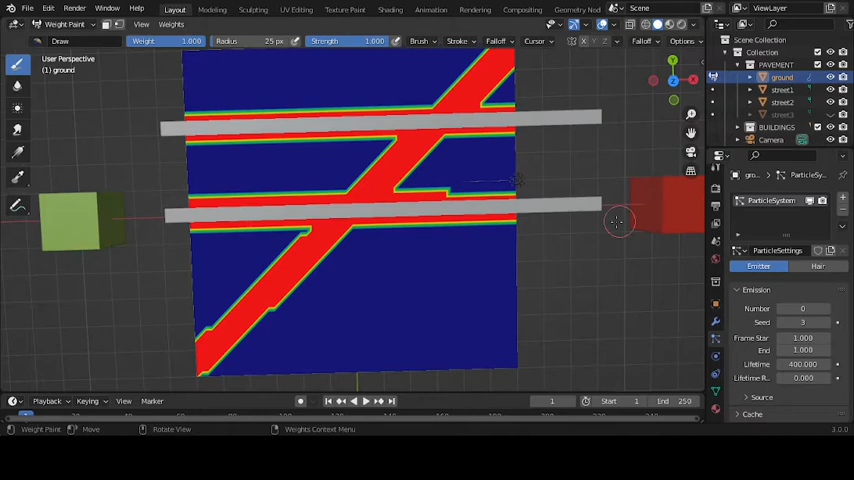 File Edit Render Window Help Layout Modeling Sculpting UV Editing Texture Paint Shading Animation Rendering Compositing Geometry Nod Scene ViewLayer
Weight Paint View Weights
Draw Weight 1.000 Radius 25 px Strength 1.000 Brush Stroke Falloff Cursor X Y Z Falloff Options
User Perspective
(1) ground
Scene Collection
Collection
PAVEMENT
ground
street1
street2
street3
BUILDINGS
Camera
gro... ParticleSy...
ParticleSystem
ParticleSettings
Emitter Hair
Emission
Number 0
Seed 3
Frame Star 1.000
End 1.000
Lifetime 400.000
Lifetime R... 0.000
Source
Cache
Playback Keying View Marker 1 Start 1 End 250
Weight Paint Move Rotate View Weights Context Menu 3.0.0